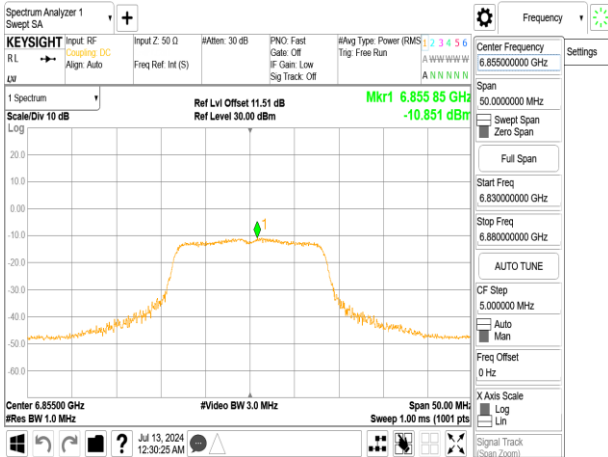 Spectrum Analyzer 1
Swept SA
+
Frequency
KEYSIGHT
RL
LXI
Input: RF
Coupling: DC
Align: Auto
Input Z: 50 Ω
Freq Ref: Int (S)
#Atten: 30 dB
PNO: Fast
Gate: Off
IF Gain: Low
Sig Track: Off
#Avg Type: Power (RMS
Trig: Free Run
1 2 3 4 5 6
A W W W W W
A N N N N N
Center Frequency
6.855000000 GHz
Settings
Span
50.0000000 MHz
Swept Span
Zero Span
Full Span
Start Freq
6.830000000 GHz
Stop Freq
6.880000000 GHz
AUTO TUNE
CF Step
5.000000 MHz
Auto
Man
Freq Offset
0 Hz
X Axis Scale
Log
Lin
Signal Track
(Span Zoom)
1 Spectrum
Scale/Div 10 dB
Ref Lvl Offset 11.51 dB
Ref Level 30.00 dBm
Mkr1 6.855 85 GHz
-10.851 dBm
Log
20.0
10.0
0.00
-10.0
-20.0
-30.0
-40.0
-50.0
-60.0
1
Center 6.85500 GHz
#Res BW 1.0 MHz
#Video BW 3.0 MHz
Span 50.00 MHz
Sweep 1.00 ms (1001 pts
?
Jul 13, 2024
12:30:25 AM